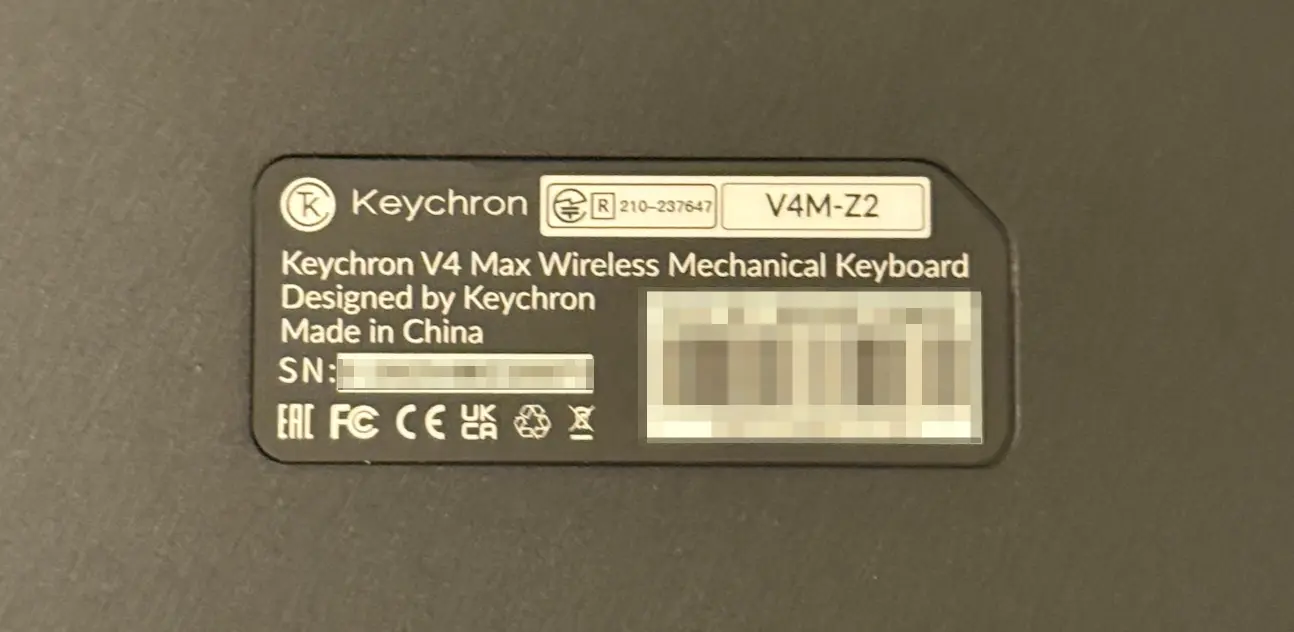 Keychron R 210-237647 V4M-Z2
Keychron V4 Max Wireless Mechanical Keyboard
Designed by Keychron
Made in China
SN:
EAC FC CE UK CA